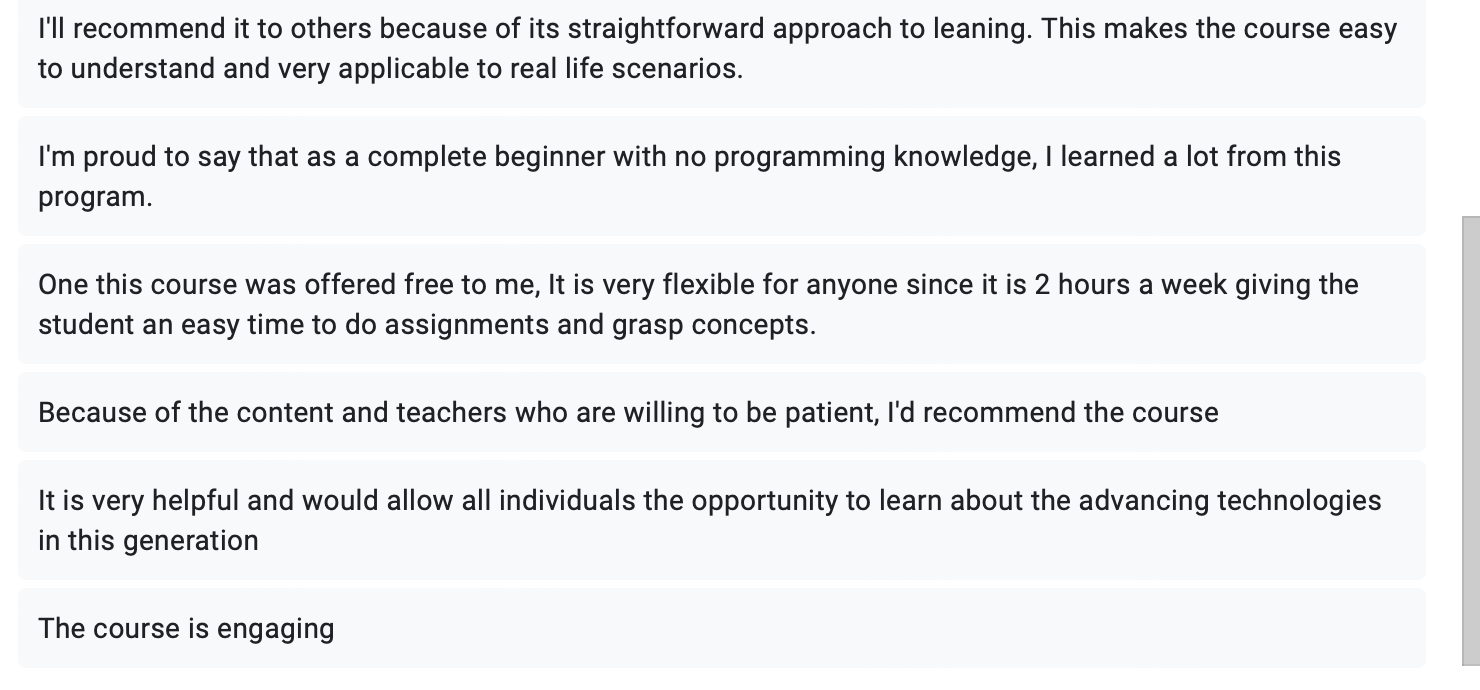 I'll recommend it to others because of its straightforward approach to leaning. This makes the course easy
to understand and very applicable to real life scenarios.
I'm proud to say that as a complete beginner with no programming knowledge, I learned a lot from this
program.
One this course was offered free to me, It is very flexible for anyone since it is 2 hours a week giving the
student an easy time to do assignments and grasp concepts.
Because of the content and teachers who are willing to be patient, I'd recommend the course
It is very helpful and would allow all individuals the opportunity to learn about the advancing technologies
in this generation
The course is engaging